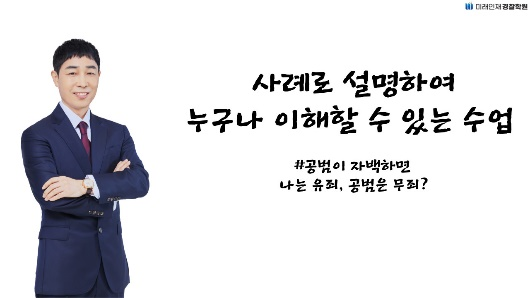 미래인재경찰학원
사례로 설명하여
누구나 이해할 수 있는 수업
#공범이 자백하면
나는 유죄, 공범은 무죄?